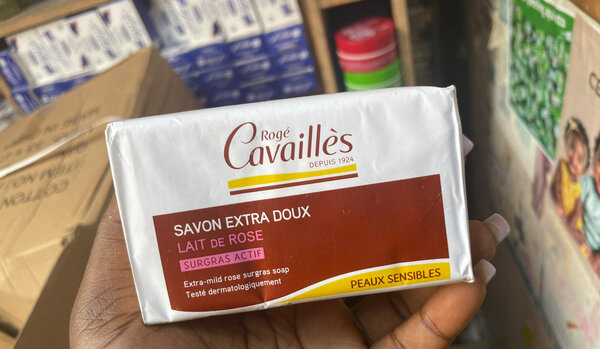 Rogé
Cavaillès
DEPUIS 1924
SAVON EXTRA DOUX
LAIT DE ROSE
SURGRAS ACTIF
Extra-mild rose surgras soap
Testé dermatologiquement
PEAUX SENSIBLES